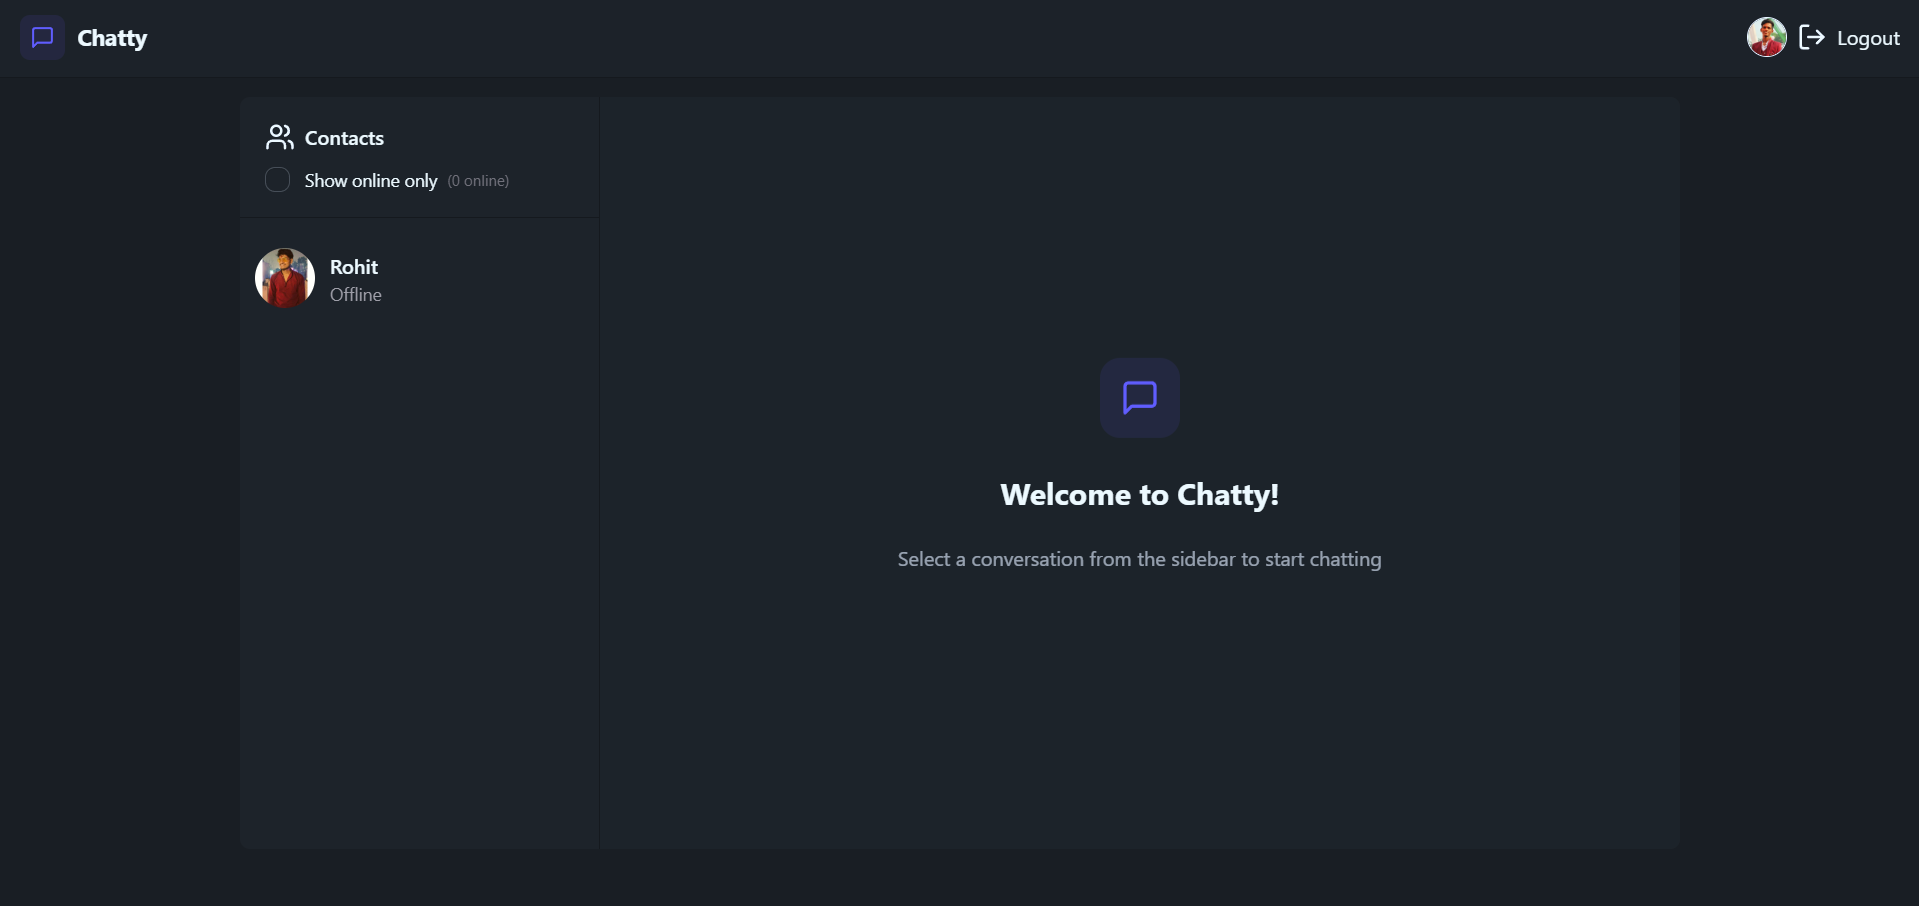 Chatty
Logout
Contacts
Show online only (0 online)
Rohit
Offline
Welcome to Chatty!
Select a conversation from the sidebar to start chatting